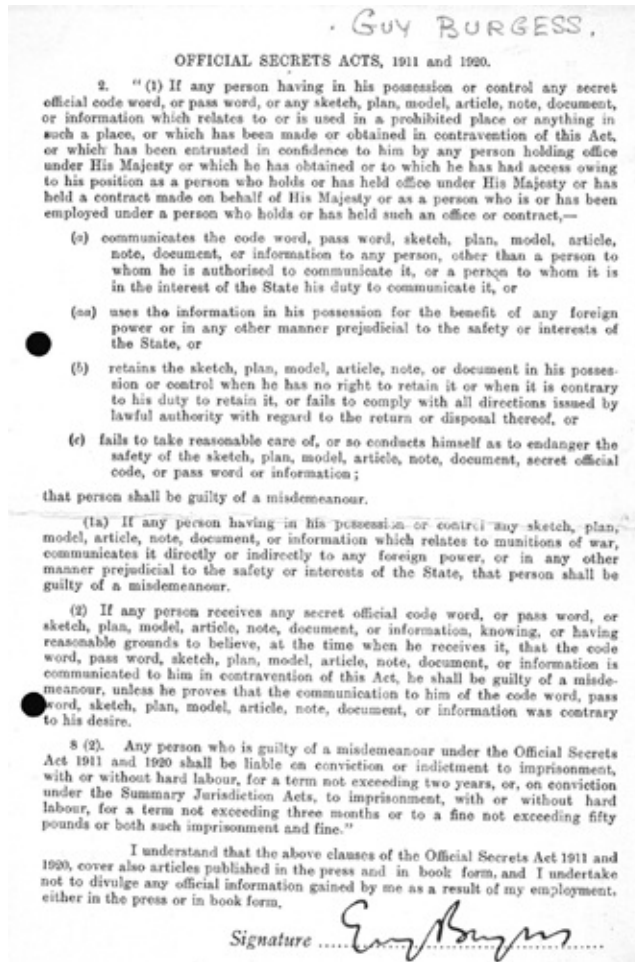 . GUY BURGESS.
OFFICIAL SECRETS ACTS, 1911 and 1920.
2. "(1) If any person having in his possession or control any secret
official code word, or pass word, or any sketch, plan, model, article, note, document,
or information which relates to or is used in a prohibited place or anything in
such a place, or which has been made or obtained in contravention of this Act,
or which has been entrusted in confidence to him by any person holding office
under His Majesty or which he has obtained or to which he has had access owing
to his position as a person who holds or has held office under His Majesty or has
held a contract made on behalf of His Majesty or as a person who is or has been
employed under a person who holds or has held such an office or contract,—
(a) communicates the code word, pass word, sketch, plan, model, article,
note, document, or information to any person, other than a person to
whom he is authorised to communicate it, or a person to whom it is
in the interest of the State his duty to communicate it, or
(aa) uses the information in his possession for the benefit of any foreign
power or in any other manner prejudicial to the safety or interests of
the State, or
(b) retains the sketch, plan, model, article, note, or document in his posses-
sion or control when he has no right to retain it or when it is contrary
to his duty to retain it, or fails to comply with all directions issued by
lawful authority with regard to the return or disposal thereof, or
(c) fails to take reasonable care of, or so conducts himself as to endanger the
safety of the sketch, plan, model, article, note, document, secret official
code, or pass word or information;
that person shall be guilty of a misdemeanour.
(1a) If any person having in his possession or control any sketch, plan,
model, article, note, document, or information which relates to munitions of war,
communicates it directly or indirectly to any foreign power, or in any other
manner prejudicial to the safety or interests of the State, that person shall be
guilty of a misdemeanour.
(2) If any person receives any secret official code word, or pass word, or
sketch, plan, model, article, note, document, or information, knowing, or having
reasonable grounds to believe, at the time when he receives it, that the code
word, pass word, sketch, plan, model, article, note, document, or information is
communicated to him in contravention of this Act, he shall be guilty of a misde-
meanour, unless he proves that the communication to him of the code word, pass
word, sketch, plan, model, article, note, document, or information was contrary
to his desire.
8 (2). Any person who is guilty of a misdemeanour under the Official Secrets
Act 1911 and 1920 shall be liable on conviction or indictment to imprisonment,
with or without hard labour, for a term not exceeding two years, or, on conviction
under the Summary Jurisdiction Acts, to imprisonment, with or without hard
labour, for a term not exceeding three months or to a fine not exceeding fifty
pounds or both such imprisonment and fine."
I understand that the above clauses of the Official Secrets Act 1911 and
1920, cover also articles published in the press and in book form, and I undertake
not to divulge any official information gained by me as a result of my employment,
either in the press or in book form.
Signature ..... Guy Burgess